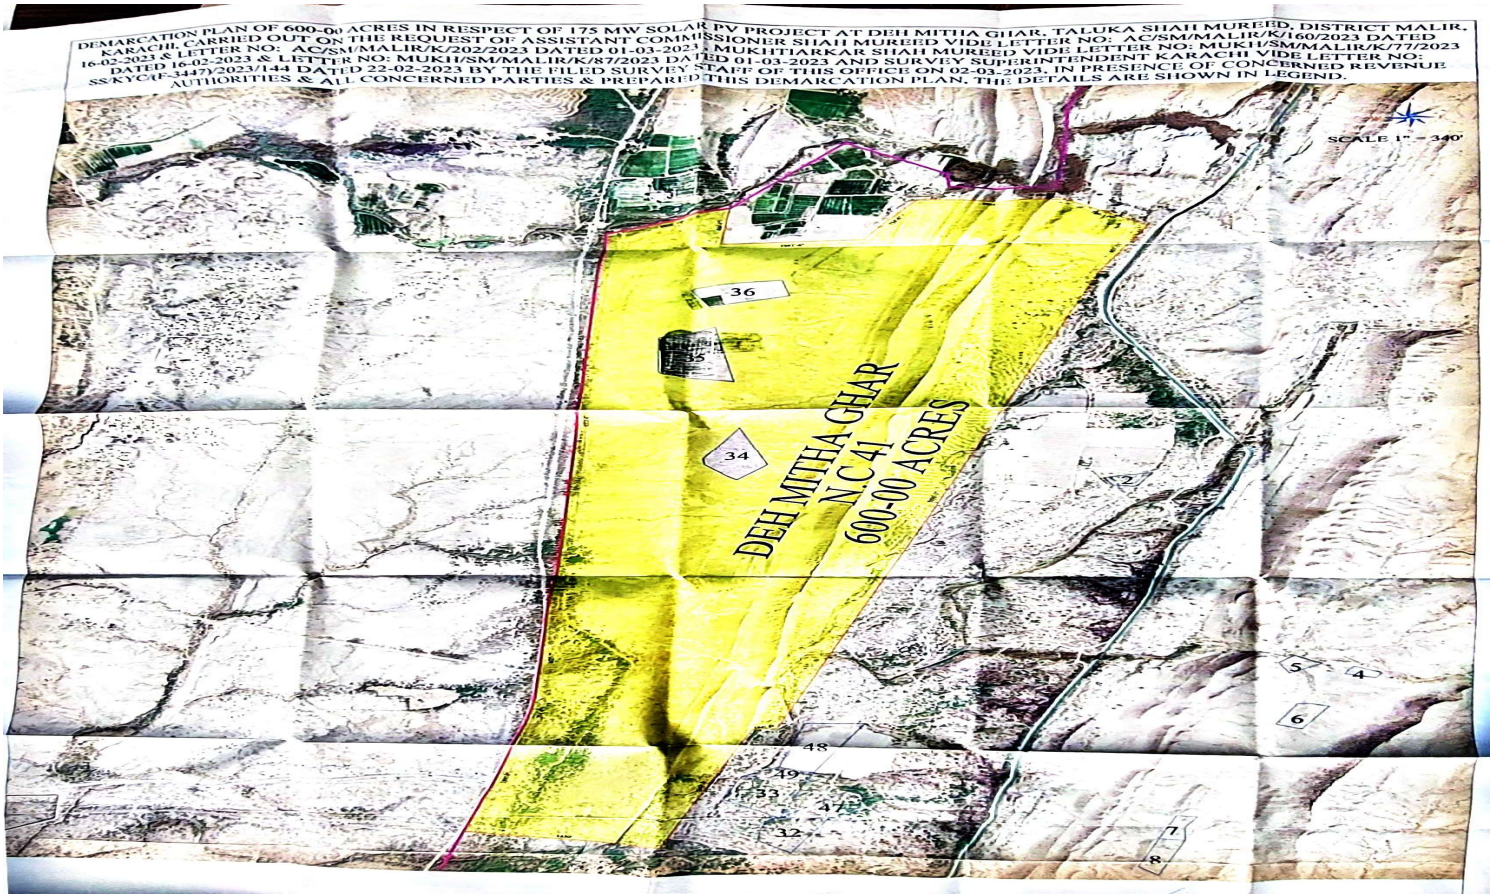 DEMARCATION PLAN OF 600-00 ACRES IN RESPECT OF 175 MW SOLAR PV PROJECT AT DEH MITHA GHAR, TALUKA SHAH MUREED, DISTRICT MALIR,
KARACHI, CARRIED OUT ON THE REQUEST OF ASSISTANT COMMISSIONER SHAH MUREED VIDE LETTER NO: AC/SM/MALIR/K/160/2023 DATED
16-02-2023 & LETTER NO: AC/SM/MALIR/K/202/2023 DATED 01-03-2023, MUKHTIARKAR SHAH MUREED VIDE LETTER NO: MUKH/SM/MALIR/K/77/2023
DATED 16-02-2023 & LETTER NO: MUKH/SM/MALIR/K/87/2023 DATED 01-03-2023 AND SURVEY SUPERINTENDENT KARACHI VIDE LETTER NO:
SS/KYC/(F-3447)/2023/144 DATED 22-02-2023 BY THE FILED SURVEY STAFF OF THIS OFFICE ON 02-03-2023, IN PRESENCE OF CONCERNED REVENUE
AUTHORITIES & ALL CONCERNED PARTIES & PREPARED THIS DEMARCATION PLAN. THE DETAILS ARE SHOWN IN LEGEND.
SCALE 1" = 340'
36
35
34
DEH MITHA GHAR
N.C 41
600-00 ACRES
2
5
4
6
48
49
33
47
32
7
8